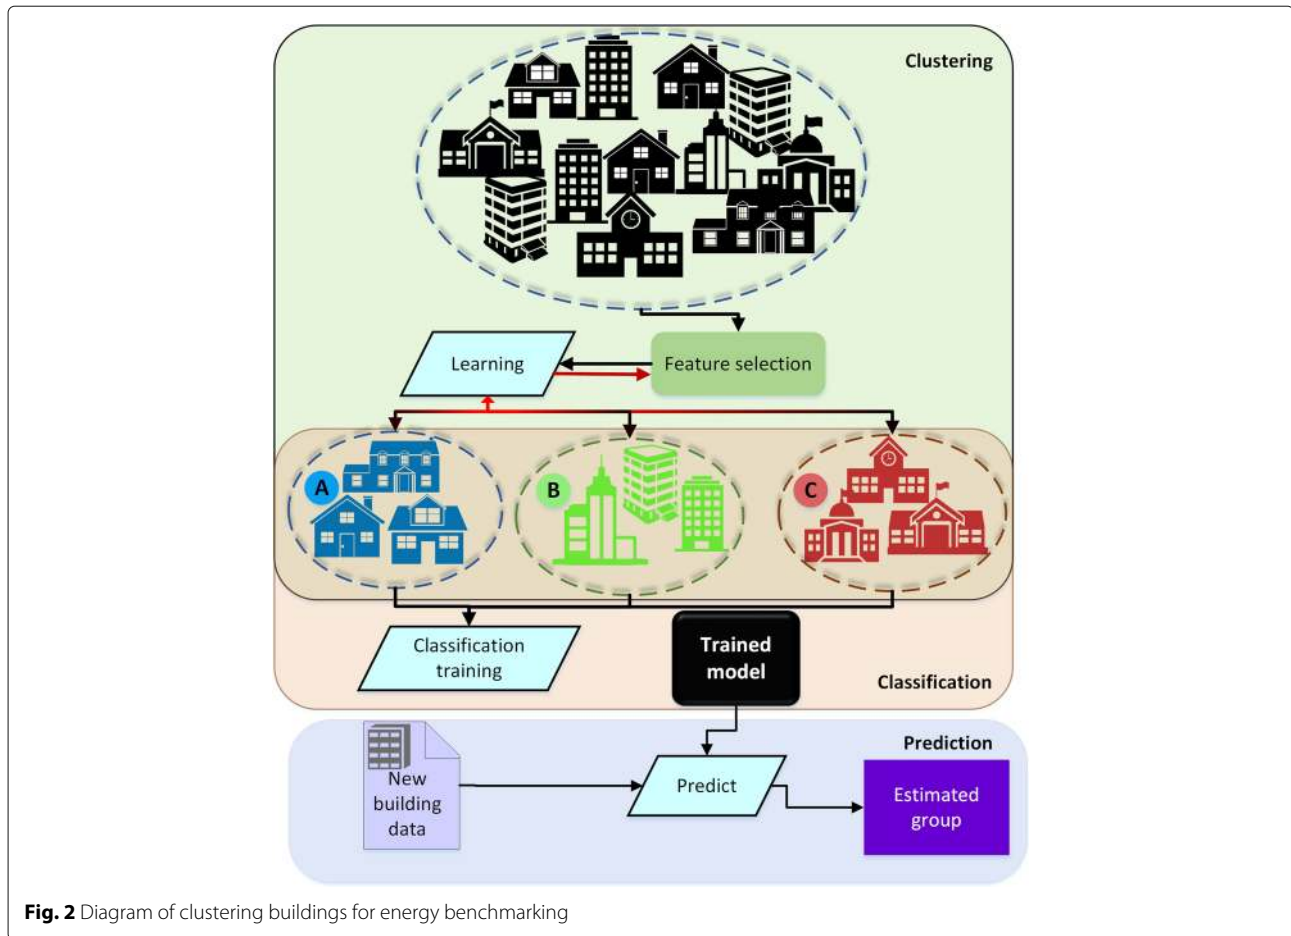 Clustering
Learning
Feature selection
A
B
C
Classification
training
Trained
model
Classification
Prediction
New
building
data
Predict
Estimated
group
Fig. 2 Diagram of clustering buildings for energy benchmarking